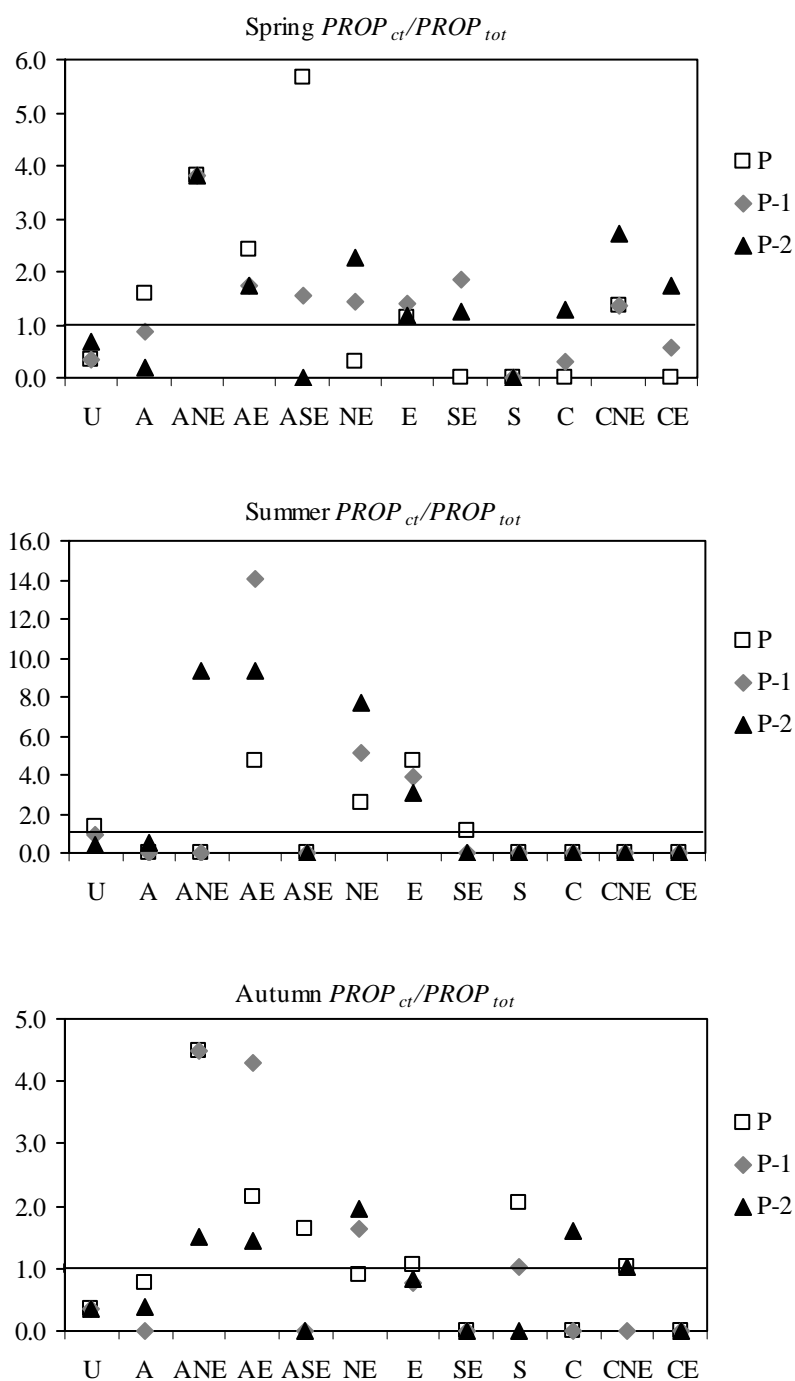 Spring PROP ct/PROP tot
6.0
5.0
4.0
3.0
2.0
1.0
0.0
U A ANE AE ASE NE E SE S C CNE CE
P
P-1
P-2
Summer PROP ct/PROP tot
16.0
14.0
12.0
10.0
8.0
6.0
4.0
2.0
0.0
U A ANE AE ASE NE E SE S C CNE CE
P
P-1
P-2
Autumn PROP ct/PROP tot
5.0
4.0
3.0
2.0
1.0
0.0
U A ANE AE ASE NE E SE S C CNE CE
P
P-1
P-2